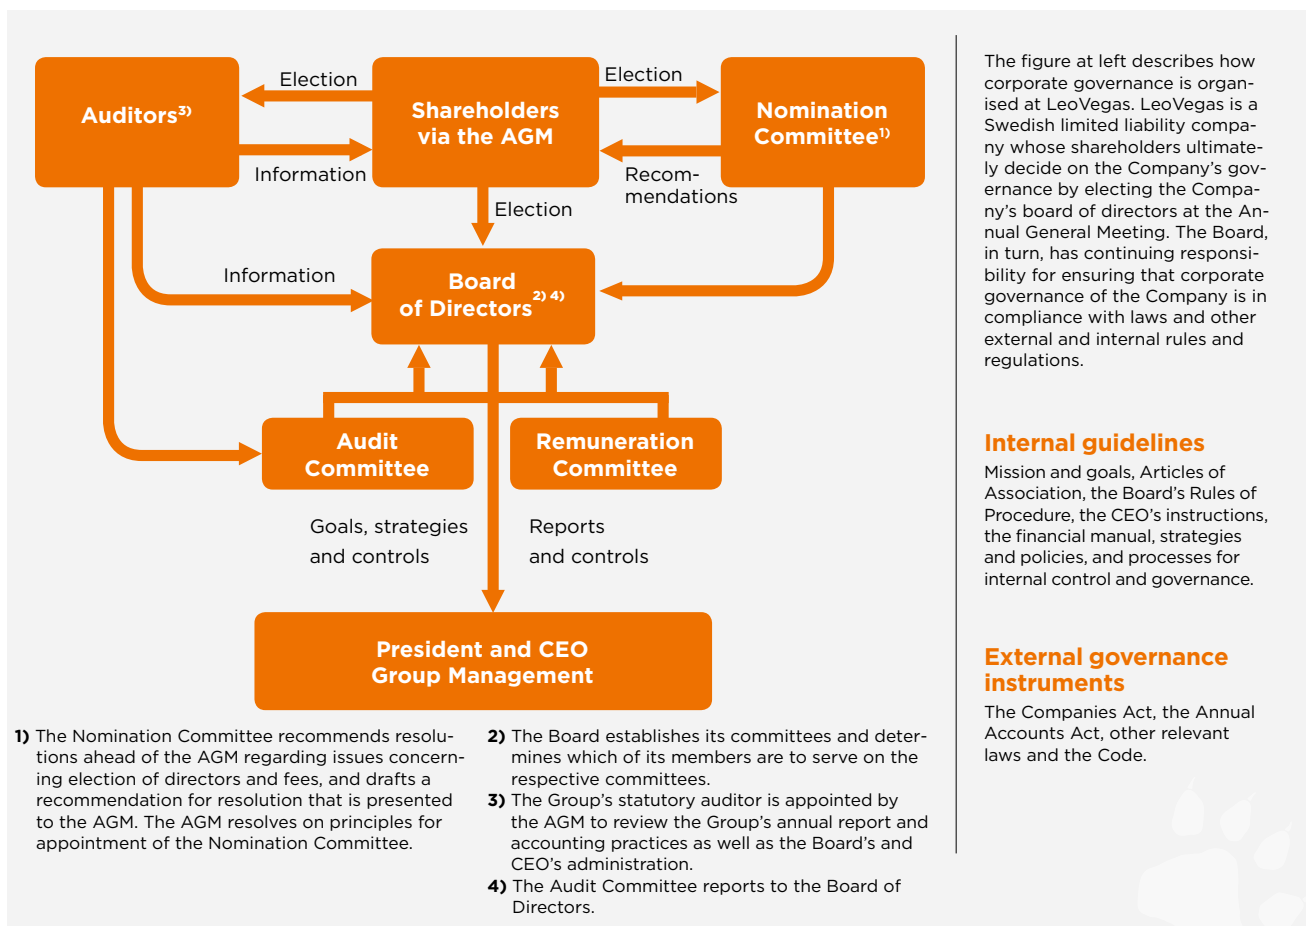 Election
Election
Auditors3)
Shareholders
via the AGM
Nomination
Committee1)
Information
Recom-
mendations
Election
Information
Board
of Directors2) 4)
Audit
Committee
Remuneration
Committee
Goals, strategies
and controls
Reports
and controls
President and CEO
Group Management
1) The Nomination Committee recommends resolu-
tions ahead of the AGM regarding issues concern-
ing election of directors and fees, and drafts a
recommendation for resolution that is presented
to the AGM. The AGM resolves on principles for
appointment of the Nomination Committee.
2) The Board establishes its committees and deter-
mines which of its members are to serve on the
respective committees.
3) The Group's statutory auditor is appointed by
the AGM to review the Group's annual report and
accounting practices as well as the Board's and
CEO's administration.
4) The Audit Committee reports to the Board of
Directors.
The figure at left describes how
corporate governance is organ-
ised at LeoVegas. LeoVegas is a
Swedish limited liability compa-
ny whose shareholders ultimate-
ly decide on the Company's gov-
ernance by electing the Compa-
ny's board of directors at the An-
nual General Meeting. The Board,
in turn, has continuing responsi-
bility for ensuring that corporate
governance of the Company is in
compliance with laws and other
external and internal rules and
regulations.
Internal guidelines
Mission and goals, Articles of
Association, the Board's Rules of
Procedure, the CEO's instructions,
the financial manual, strategies
and policies, and processes for
internal control and governance.
External governance
instruments
The Companies Act, the Annual
Accounts Act, other relevant
laws and the Code.